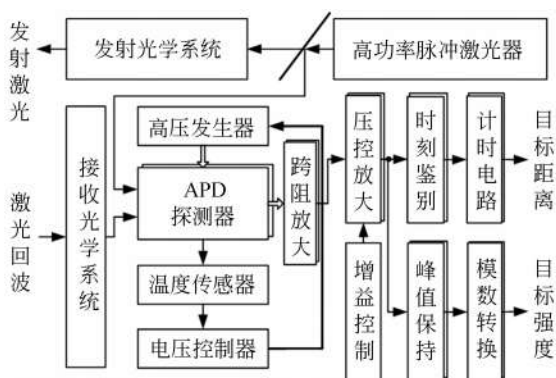 发射激光
发射光学系统
高功率脉冲激光器
激光回波
接收光学系统
高压发生器
APD
探测器
温度传感器
电压控制器
跨阻放大
压控放大
时刻鉴别
计时电路
目标距离
增益控制
峰值保持
模数转换
目标强度